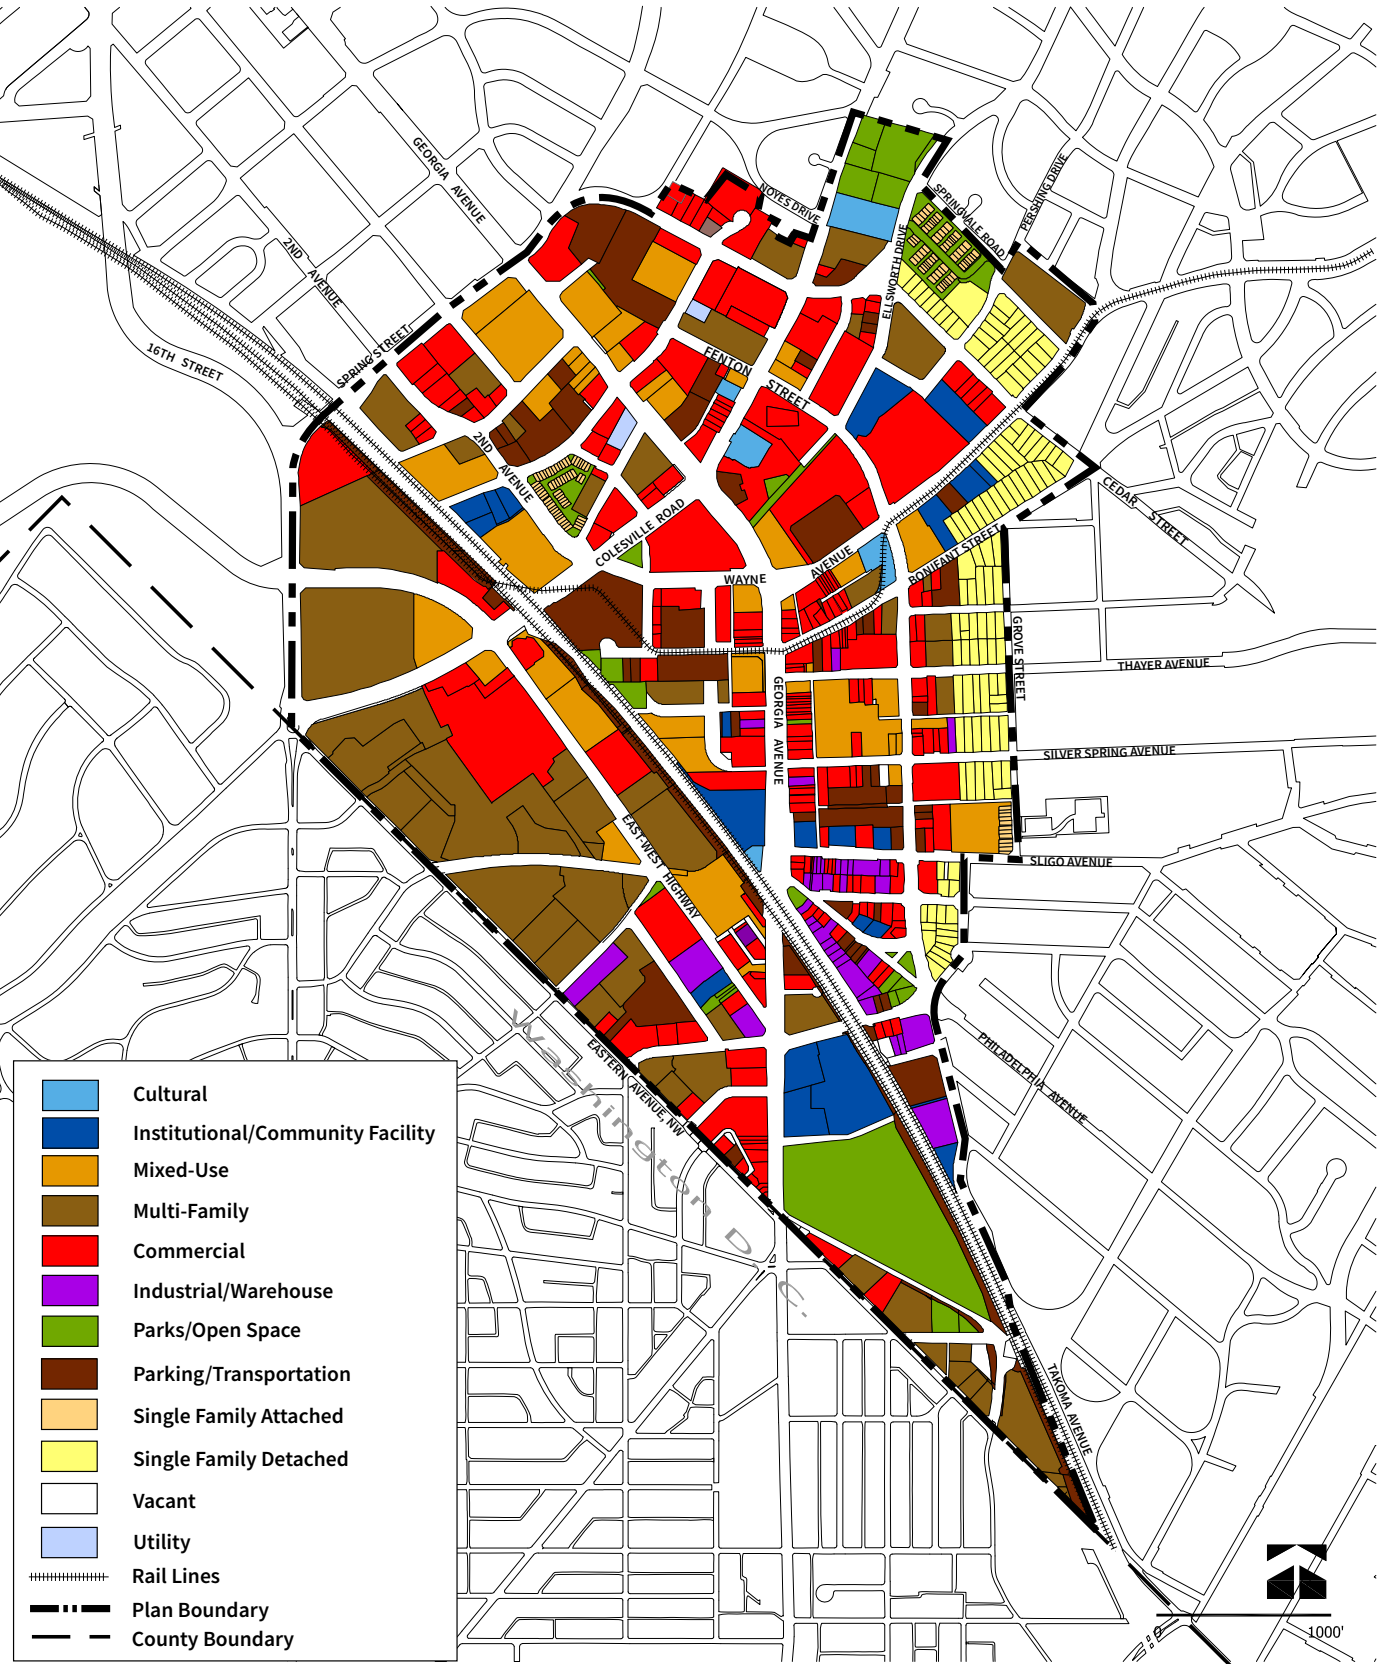 NOYES DRIVE
GEORGIA AVENUE
SPRINGVALE ROAD
PERSHING DRIVE
2ND AVENUE
ELLSWORTH DRIVE
16TH STREET
SPRING STREET
FENTON STREET
2ND AVENUE
COLESVILLE ROAD
CEDAR STREET
WAYNE AVENUE
BONIFANT STREET
GROVE STREET
THAYER AVENUE
GEORGIA AVENUE
SILVER SPRING AVENUE
EAST-WEST HIGHWAY
SLIGO AVENUE
Washington D. C.
EASTERN AVENUE, NW
PHILADELPHIA AVENUE
TAKOMA AVENUE
Cultural
Institutional/Community Facility
Mixed-Use
Multi-Family
Commercial
Industrial/Warehouse
Parks/Open Space
Parking/Transportation
Single Family Attached
Single Family Detached
Vacant
Utility
Rail Lines
Plan Boundary
County Boundary
0 1000'